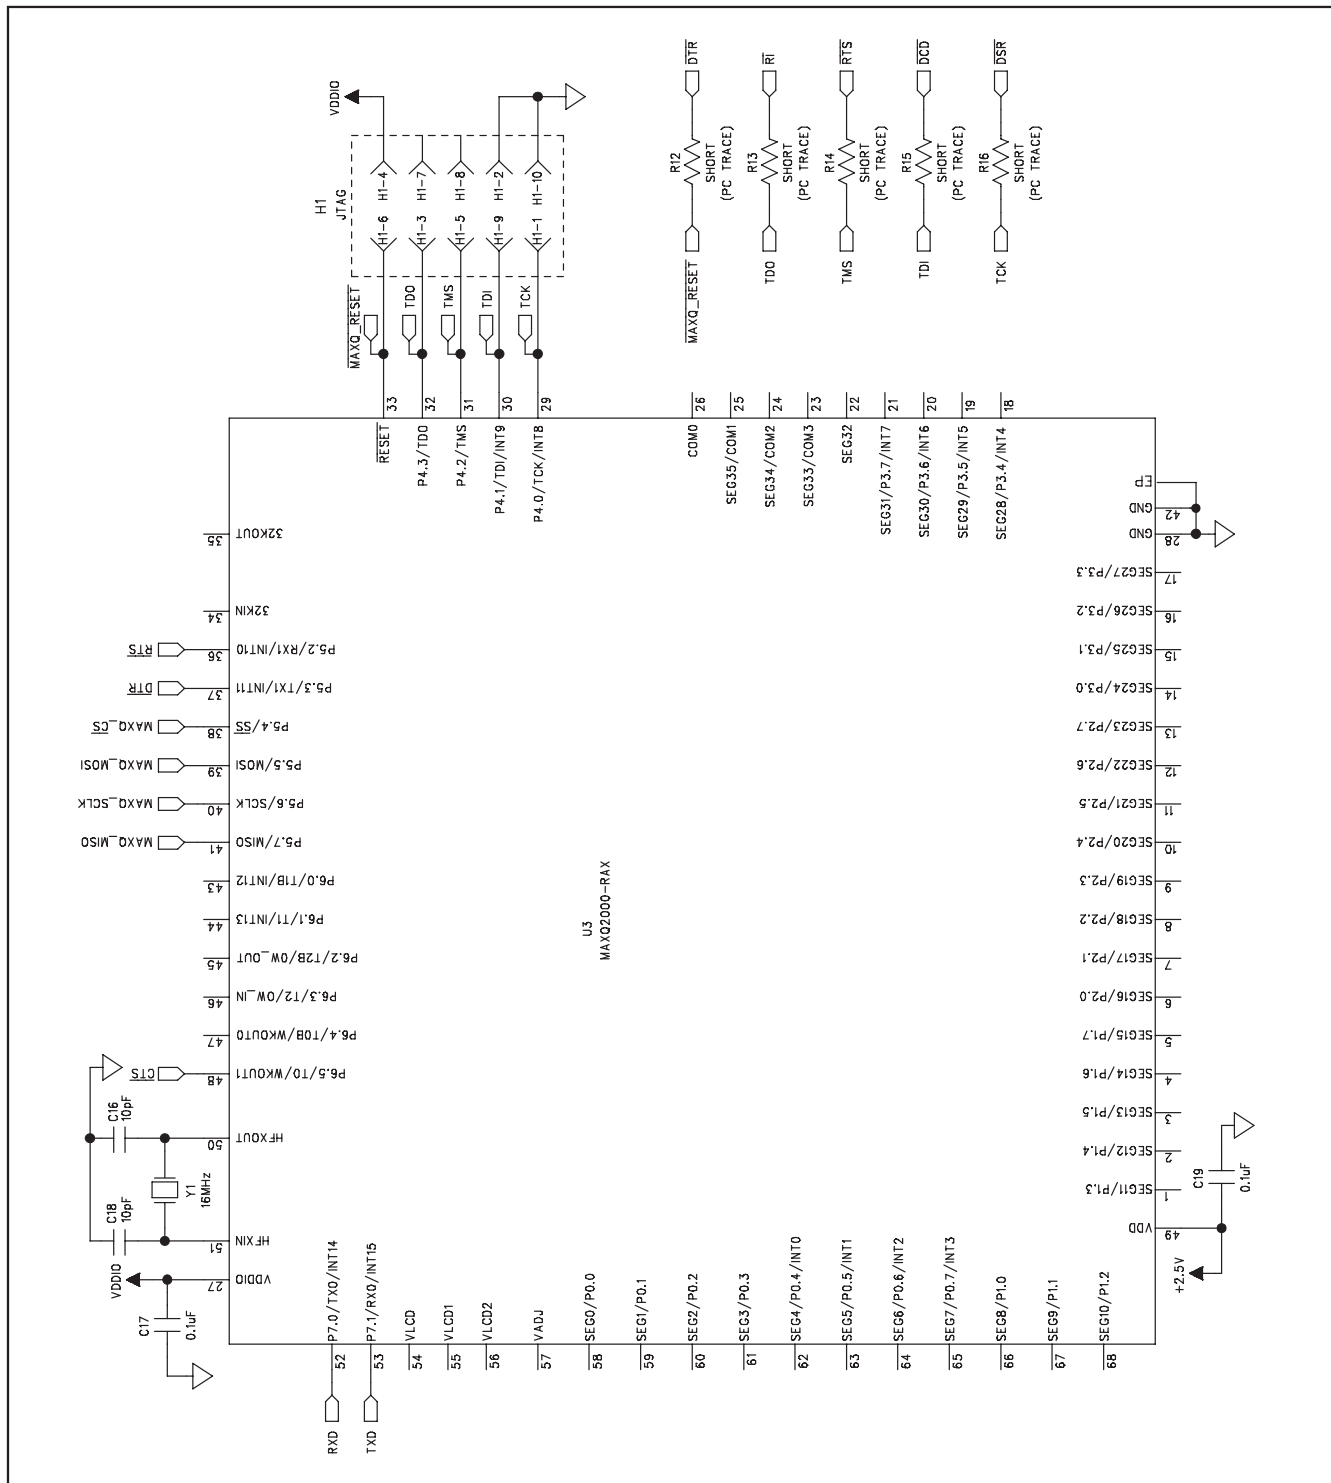 VDDIO
H1
JTAG
H1-4
H1-7
H1-8
H1-2
H1-10
H1-6
H1-3
H1-5
H1-9
H1-1
MAXQ_RESET
TDO
TMS
TDI
TCK
33
32
31
30
29
RESET
P4.3/TDO
P4.2/TMS
P4.1/TDI/INT9
P4.0/TCK/INT8
DTR
RI
RTS
DCD
DSR
R12
SHORT
(PC TRACE)
R13
SHORT
(PC TRACE)
R14
SHORT
(PC TRACE)
R15
SHORT
(PC TRACE)
R16
SHORT
(PC TRACE)
MAXQ_RESET
TDO
TMS
TDI
TCK
26
25
24
23
22
21
20
19
18
COM0
SEG35/COM1
SEG34/COM2
SEG33/COM3
SEG32
SEG31/P3.7/INT7
SEG30/P3.6/INT6
SEG29/P3.5/INT5
SEG28/P3.4/INT4
EP
GND 42
GND 28
SEG27/P3.3 17
SEG26/P3.2 16
SEG25/P3.1 15
SEG24/P3.0 14
SEG23/P2.7 13
SEG22/P2.6 12
SEG21/P2.5 11
SEG20/P2.4 10
SEG19/P2.3 9
SEG18/P2.2 8
SEG17/P2.1 7
SEG16/P2.0 6
SEG15/P1.7 5
SEG14/P1.6 4
SEG13/P1.5 3
SEG12/P1.4 2
SEG11/P1.3 1
VDD 49
C19
0.1uF
+2.5V
35 32KOUT
34 32KIN
RTS 36 P5.2/RX1/INT10
DTR 37 P5.3/TX1/INT11
MAXQ_CS 38 P5.4/SS
MAXQ_MOSI 39 P5.5/MOSI
MAXQ_SCLK 40 P5.6/SCLK
MAXQ_MISO 41 P5.7/MISO
43 P6.0/T1B/INT12
44 P6.1/T1/INT13
45 P6.2/T2B/OW_OUT
46 P6.3/T2/OW_IN
47 P6.4/T0B/WKOUT0
CTS 48 P6.5/T0/WKOUT1
50 HFXOUT
51 HFXIN
27 VDDIO
U3
MAXQ2000-RAX
C16
10pF
Y1
16MHz
C18
10pF
VDDIO
C17
0.1uF
P7.0/TX0/INT14
P7.1/RX0/INT15
VLCD
VLCD1
VLCD2
VADJ
SEG0/P0.0
SEG1/P0.1
SEG2/P0.2
SEG3/P0.3
SEG4/P0.4/INT0
SEG5/P0.5/INT1
SEG6/P0.6/INT2
SEG7/P0.7/INT3
SEG8/P1.0
SEG9/P1.1
SEG10/P1.2
52
53
54
55
56
57
58
59
60
61
62
63
64
65
66
67
68
RXD
TXD